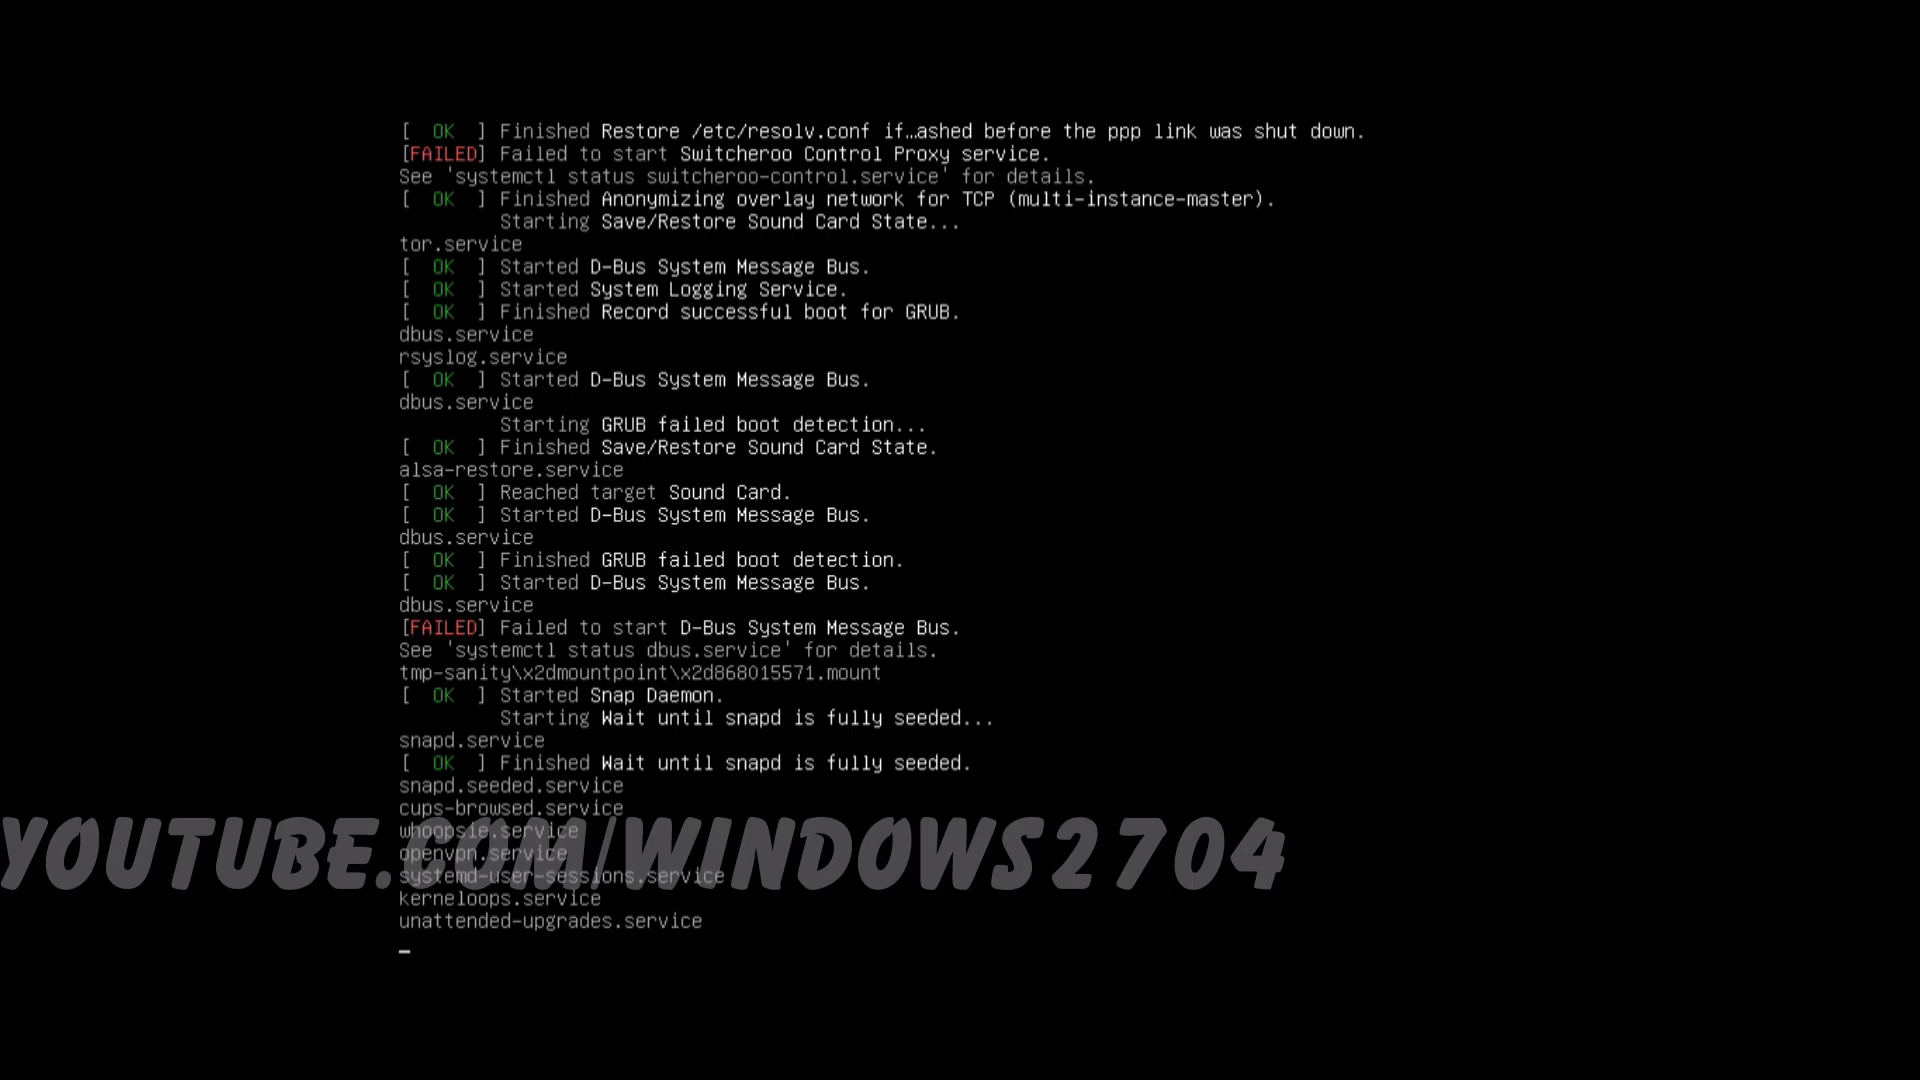 [  OK  ] Finished Restore /etc/resolv.conf if…ashed before the ppp link was shut down.
[FAILED] Failed to start Switcheroo Control Proxy service.
See 'systemctl status switcheroo-control.service' for details.
[  OK  ] Finished Anonymizing overlay network for TCP (multi-instance-master).
         Starting Save/Restore Sound Card State...
tor.service
[  OK  ] Started D-Bus System Message Bus.
[  OK  ] Started System Logging Service.
[  OK  ] Finished Record successful boot for GRUB.
dbus.service
rsyslog.service
[  OK  ] Started D-Bus System Message Bus.
dbus.service
         Starting GRUB failed boot detection...
[  OK  ] Finished Save/Restore Sound Card State.
alsa-restore.service
[  OK  ] Reached target Sound Card.
[  OK  ] Started D-Bus System Message Bus.
dbus.service
[  OK  ] Finished GRUB failed boot detection.
[  OK  ] Started D-Bus System Message Bus.
dbus.service
[FAILED] Failed to start D-Bus System Message Bus.
See 'systemctl status dbus.service' for details.
tmp-sanity\x2dmountpoint\x2d868015571.mount
[  OK  ] Started Snap Daemon.
         Starting Wait until snapd is fully seeded...
snapd.service
[  OK  ] Finished Wait until snapd is fully seeded.
snapd.seeded.service
cups-browsed.service
whoopsie.service
openvpn.service
systemd-user-sessions.service
kerneloops.service
unattended-upgrades.service
YOUTUBE.COM/WINDOWS2704